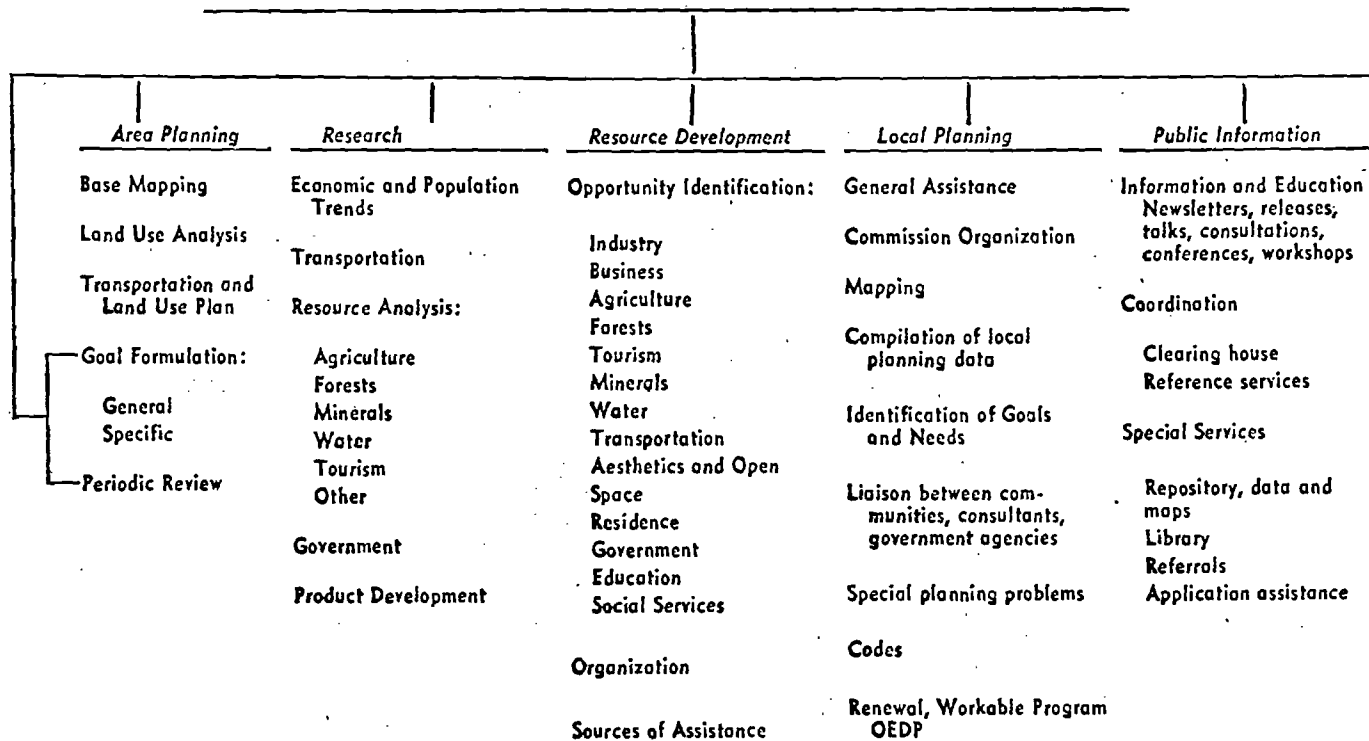 Area Planning
Base Mapping
Land Use Analysis
Transportation and
Land Use Plan
Goal Formulation:
General
Specific
Periodic Review
Research
Economic and Population
Trends
Transportation
Resource Analysis:
Agriculture
Forests
Minerals
Water
Tourism
Other
Government
Product Development
Resource Development
Opportunity Identification:
Industry
Business
Agriculture
Forests
Tourism
Minerals
Water
Transportation
Aesthetics and Open
Space
Residence
Government
Education
Social Services
Organization
Sources of Assistance
Local Planning
General Assistance
Commission Organization
Mapping
Compilation of local
planning data
Identification of Goals
and Needs
Liaison between com-
munities, consultants,
government agencies
Special planning problems
Codes
Renewal, Workable Program
OEDP
Public Information
Information and Education
Newsletters, releases,
talks, consultations,
conferences, workshops
Coordination
Clearing house
Reference services
Special Services
Repository, data and
maps
Library
Referrals
Application assistance